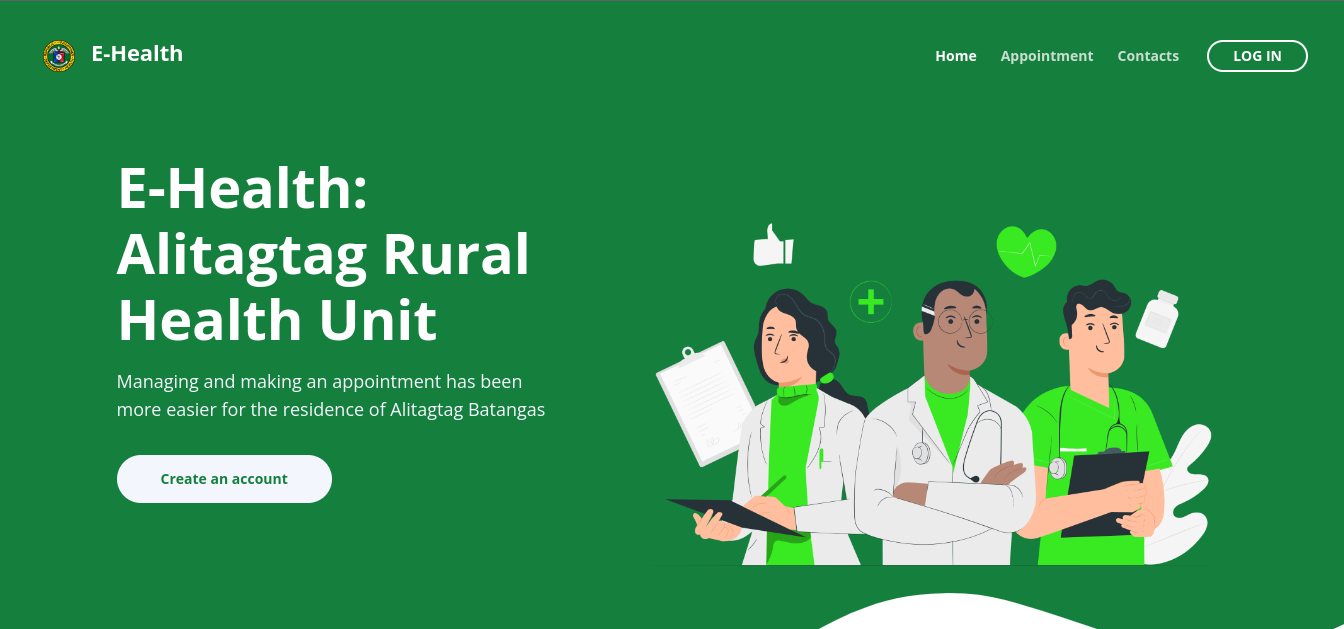 E-Health
Home
Appointment
Contacts
LOG IN
E-Health:
Alitagtag Rural
Health Unit
Managing and making an appointment has been
more easier for the residence of Alitagtag Batangas
Create an account